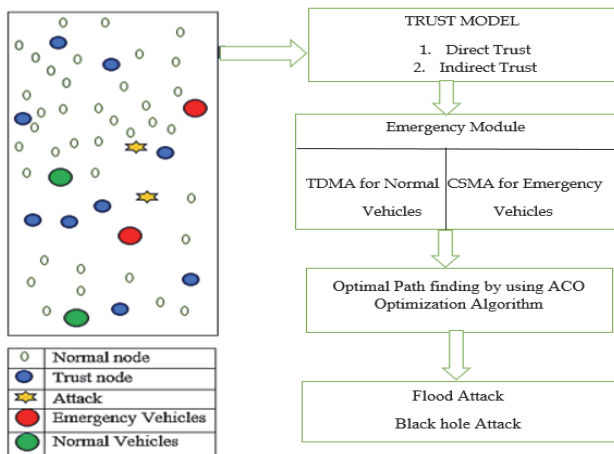 TRUST MODEL
1. Direct Trust
2. Indirect Trust
Emergency Module
TDMA for Normal
Vehicles
CSMA for Emergency
Vehicles
Optimal Path finding by using ACO
Optimization Algorithm
Flood Attack
Black hole Attack
Normal node
Trust node
Attack
Emergency Vehicles
Normal Vehicles